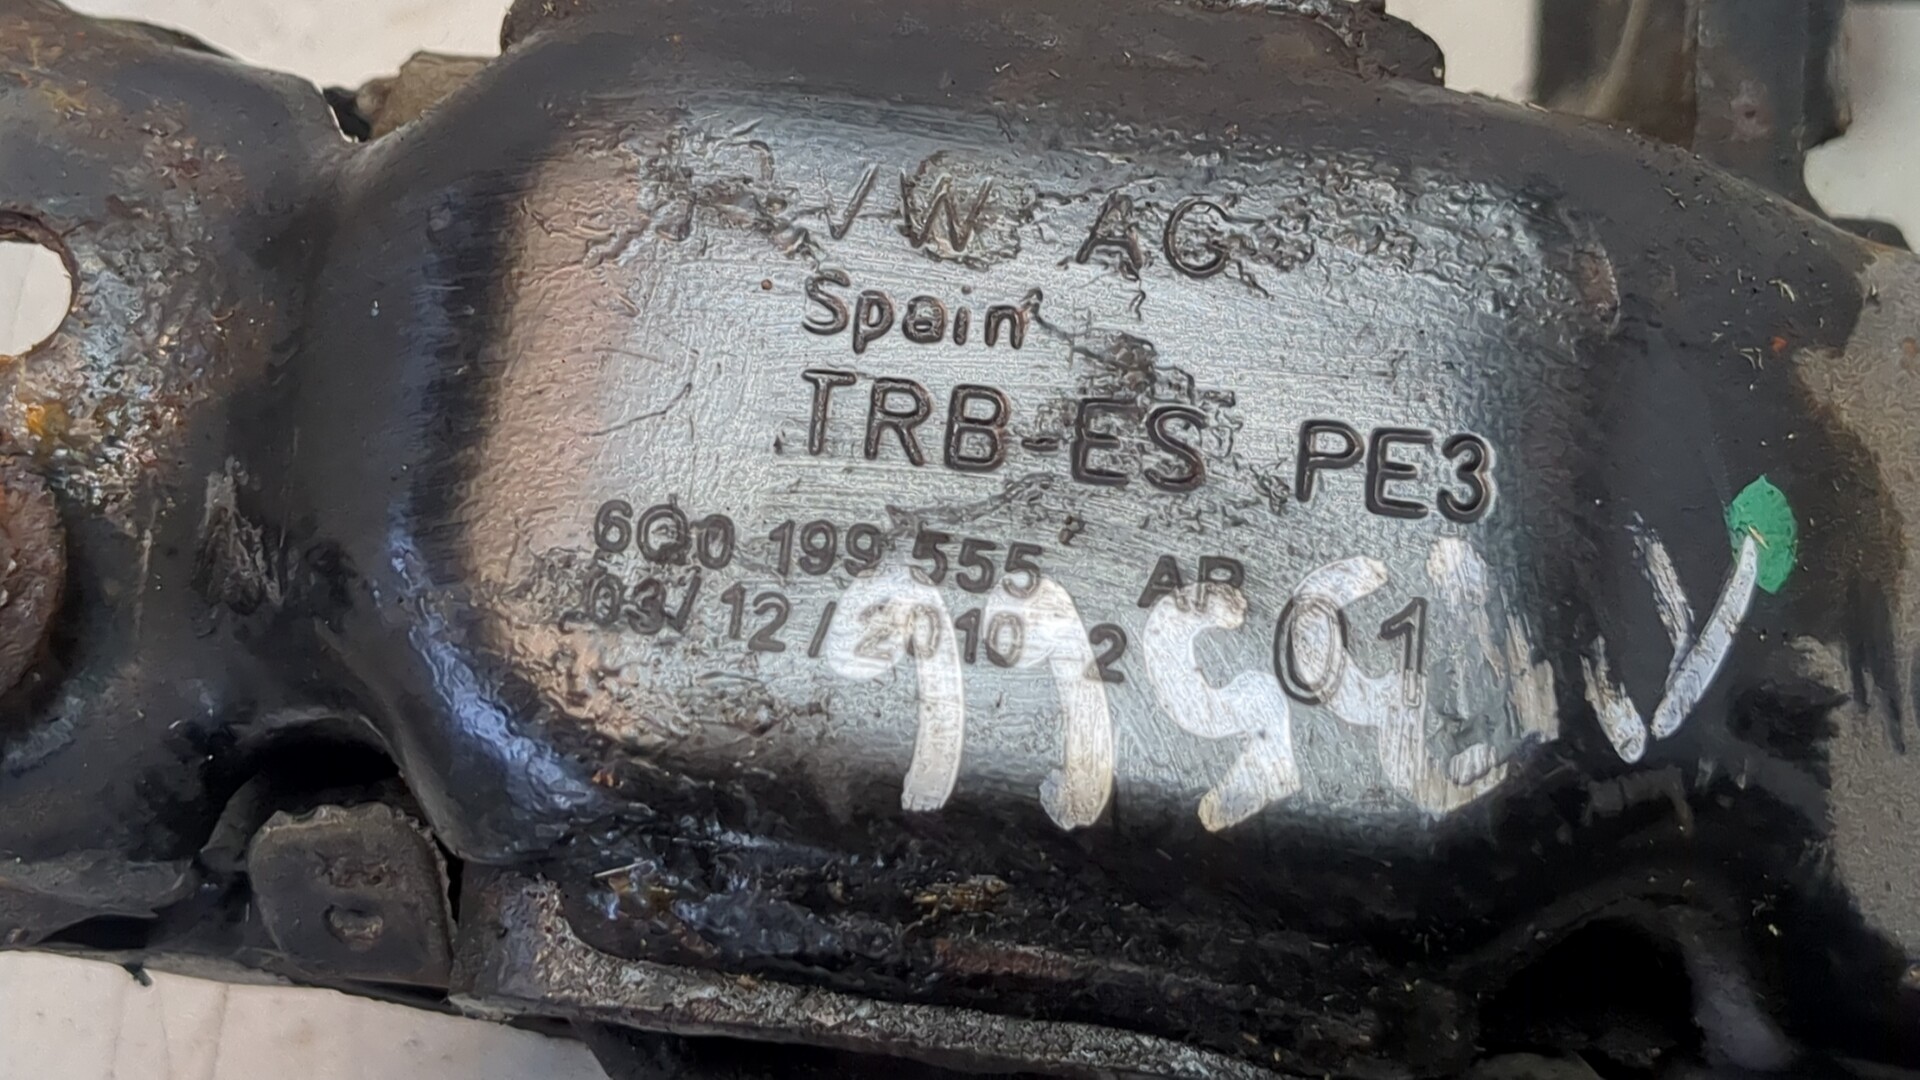 VW AG
Spain
TRB-ES PE3
6Q0 199 555 AR
03/12/2010 2 01